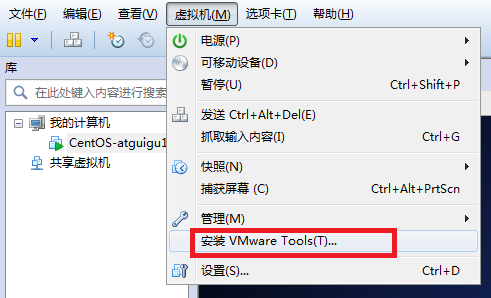 文件(F) 编辑(E) 查看(V) 虚拟机(M) 选项卡(T) 帮助(H)
库
在此处键入内容进行搜索
我的计算机
CentOS-atguigu1
共享虚拟机
电源(P)
可移动设备(D)
暂停(U) Ctrl+Shift+P
发送 Ctrl+Alt+Del(E)
抓取输入内容(I) Ctrl+G
快照(N)
捕获屏幕 (C) Ctrl+Alt+PrtScn
管理(M)
安装 VMware Tools(T)...
设置(S)... Ctrl+D